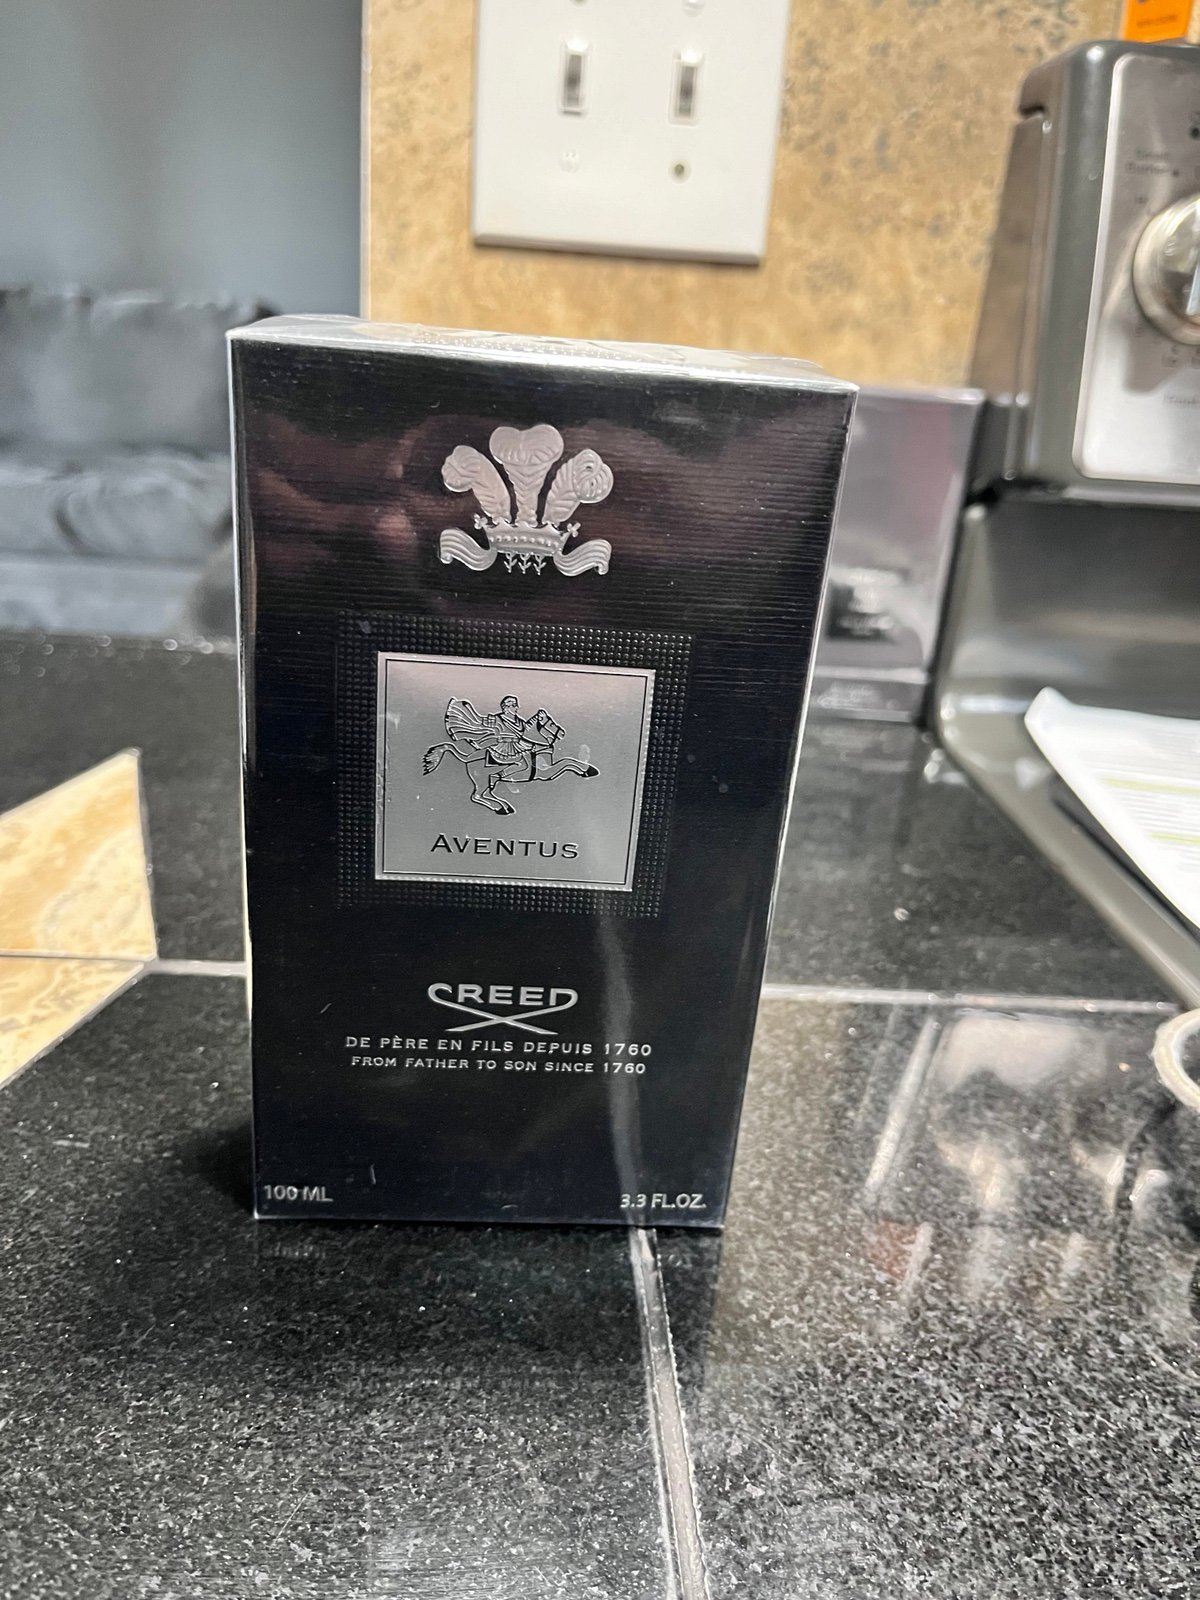 AVENTUS
CREED
DE PÈRE EN FILS DEPUIS 1760
FROM FATHER TO SON SINCE 1760
100 ML 3.3 FL.OZ.